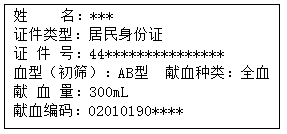 姓　　名：***
证件类型：居民身份证
证 件 号：44***************
血型（初筛）：AB型　献血种类：全血
献 血 量：300mL
献血编码：02010190****